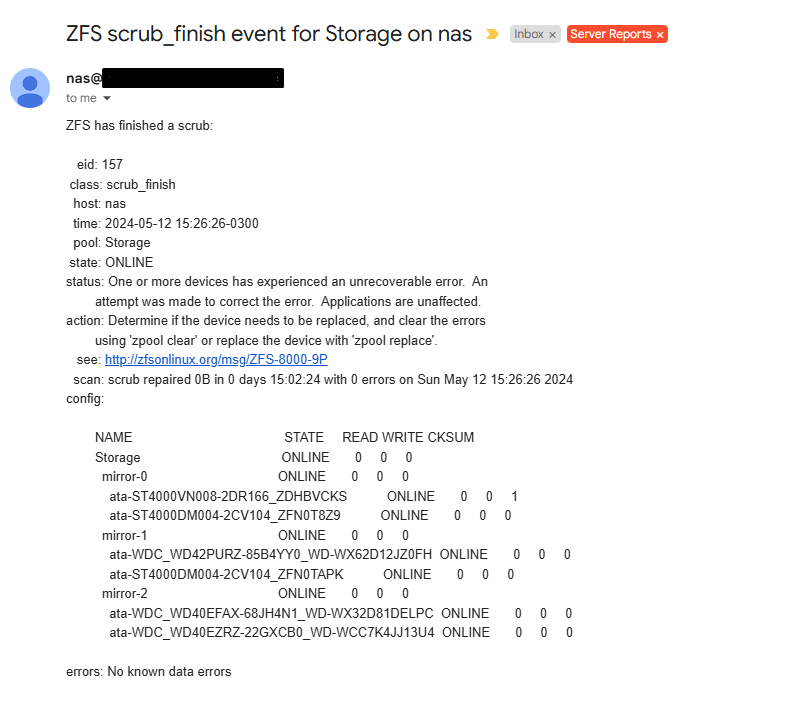 ZFS scrub_finish event for Storage on nas
Inbox ×
Server Reports ×
nas@
to me
ZFS has finished a scrub:
eid: 157
class: scrub_finish
host: nas
time: 2024-05-12 15:26:26-0300
pool: Storage
state: ONLINE
status: One or more devices has experienced an unrecoverable error.  An
attempt was made to correct the error.  Applications are unaffected.
action: Determine if the device needs to be replaced, and clear the errors
using 'zpool clear' or replace the device with 'zpool replace'.
see: http://zfsonlinux.org/msg/ZFS-8000-9P
scan: scrub repaired 0B in 0 days 15:02:24 with 0 errors on Sun May 12 15:26:26 2024
config:
NAME STATE READ WRITE CKSUM
Storage ONLINE 0 0 0
mirror-0 ONLINE 0 0 0
ata-ST4000VN008-2DR166_ZDHBVCKS ONLINE 0 0 1
ata-ST4000DM004-2CV104_ZFN0T8Z9 ONLINE 0 0 0
mirror-1 ONLINE 0 0 0
ata-WDC_WD42PURZ-85B4YY0_WD-WX62D12JZ0FH ONLINE 0 0 0
ata-ST4000DM004-2CV104_ZFN0TAPK ONLINE 0 0 0
mirror-2 ONLINE 0 0 0
ata-WDC_WD40EFAX-68JH4N1_WD-WX32D81DELPC ONLINE 0 0 0
ata-WDC_WD40EZRZ-22GXCB0_WD-WCC7K4JJ13U4 ONLINE 0 0 0
errors: No known data errors